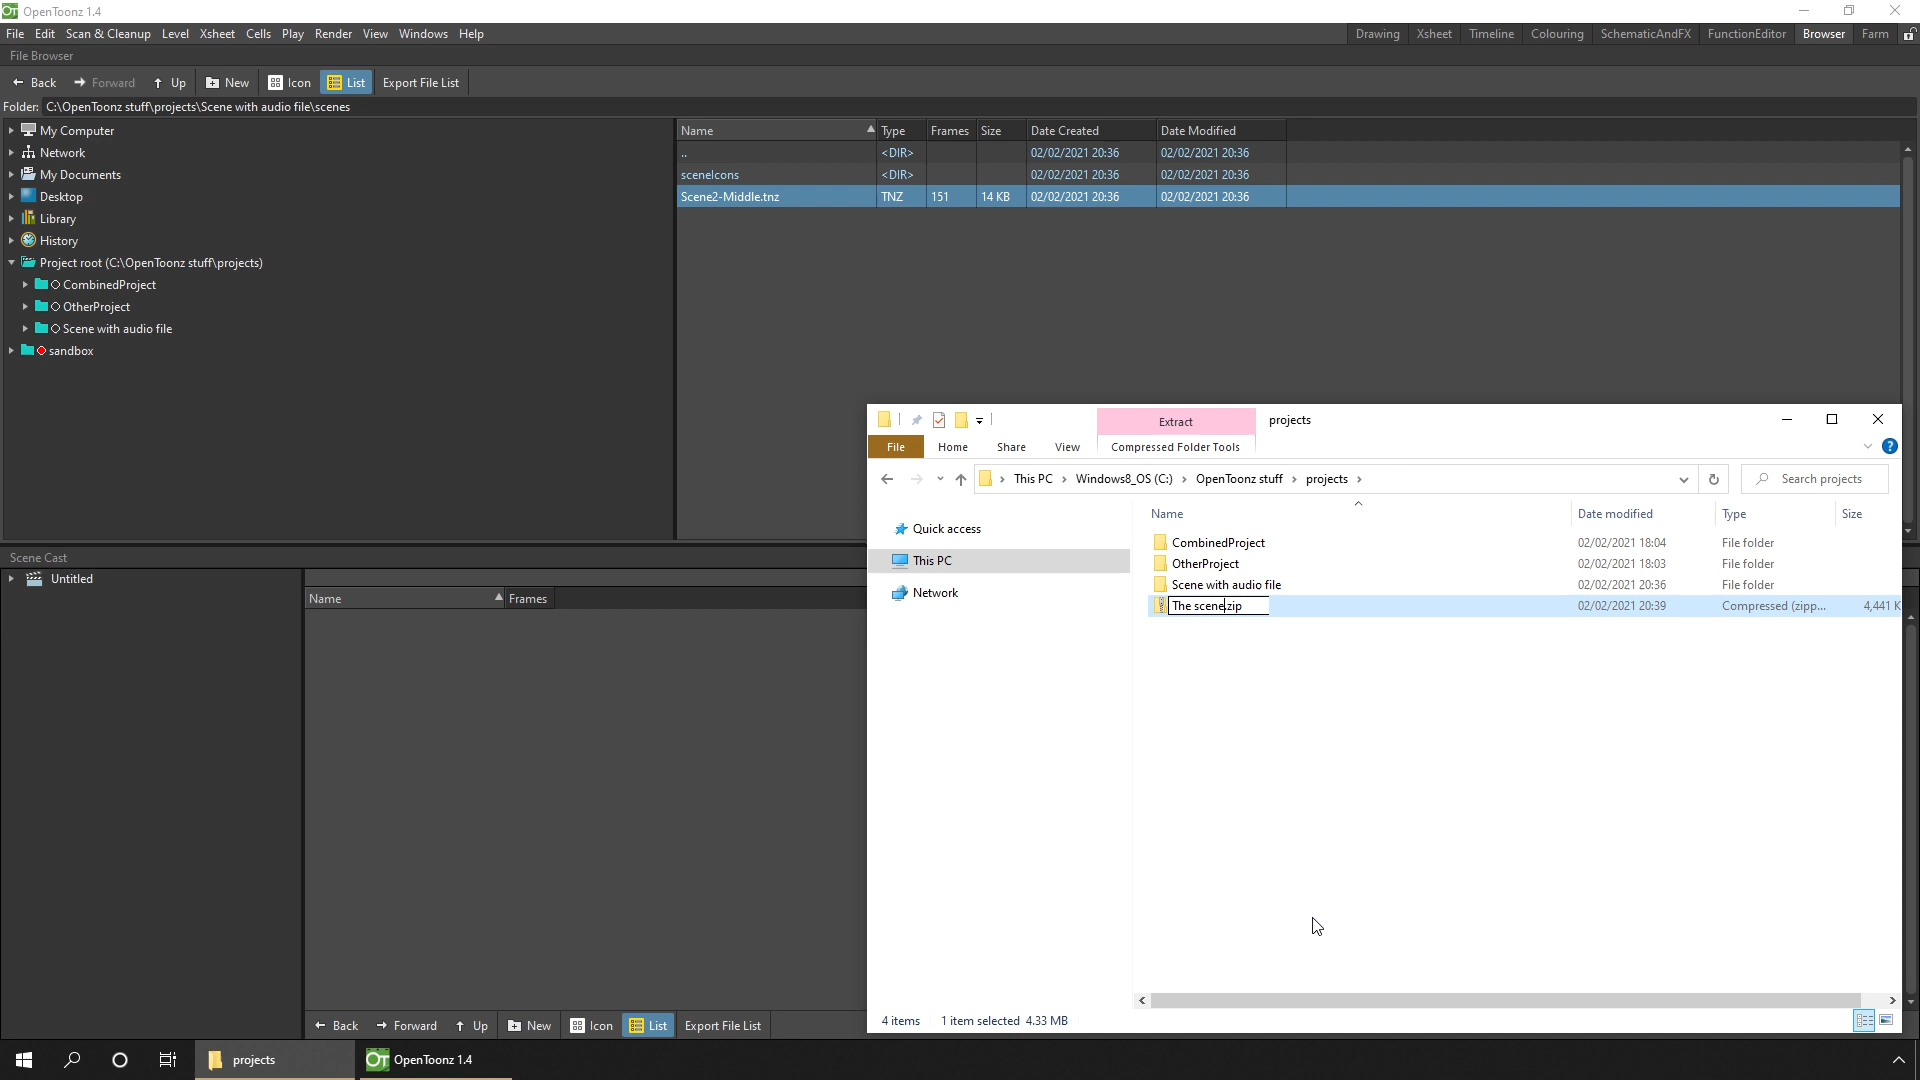 OpenToonz 1.4
File Edit Scan & Cleanup Level Xsheet Cells Play Render View Windows Help
Drawing Xsheet Timeline Colouring SchematicAndFX FunctionEditor Browser Farm
File Browser
Back Forward Up New Icon List Export File List
Folder: C:\OpenToonz stuff\projects\Scene with audio file\scenes
My Computer
Network
My Documents
Desktop
Library
History
Project root (C:\OpenToonz stuff\projects)
CombinedProject
OtherProject
Scene with audio file
sandbox
Name Type Frames Size Date Created Date Modified
.. <DIR> 02/02/2021 20:36 02/02/2021 20:36
sceneIcons <DIR> 02/02/2021 20:36 02/02/2021 20:36
Scene2-Middle.tnz TNZ 151 14 KB 02/02/2021 20:36 02/02/2021 20:36
Scene Cast
Untitled
Name Frames
Back Forward Up New Icon List Export File List
Extract projects
File Home Share View Compressed Folder Tools
This PC Windows8_OS (C:) OpenToonz stuff projects
Search projects
Quick access
This PC
Network
Name Date modified Type Size
CombinedProject 02/02/2021 18:04 File folder
OtherProject 02/02/2021 18:03 File folder
Scene with audio file 02/02/2021 20:36 File folder
The scene.zip 02/02/2021 20:39 Compressed (zipp... 4,441 K
4 items 1 item selected 4.33 MB
projects OpenToonz 1.4